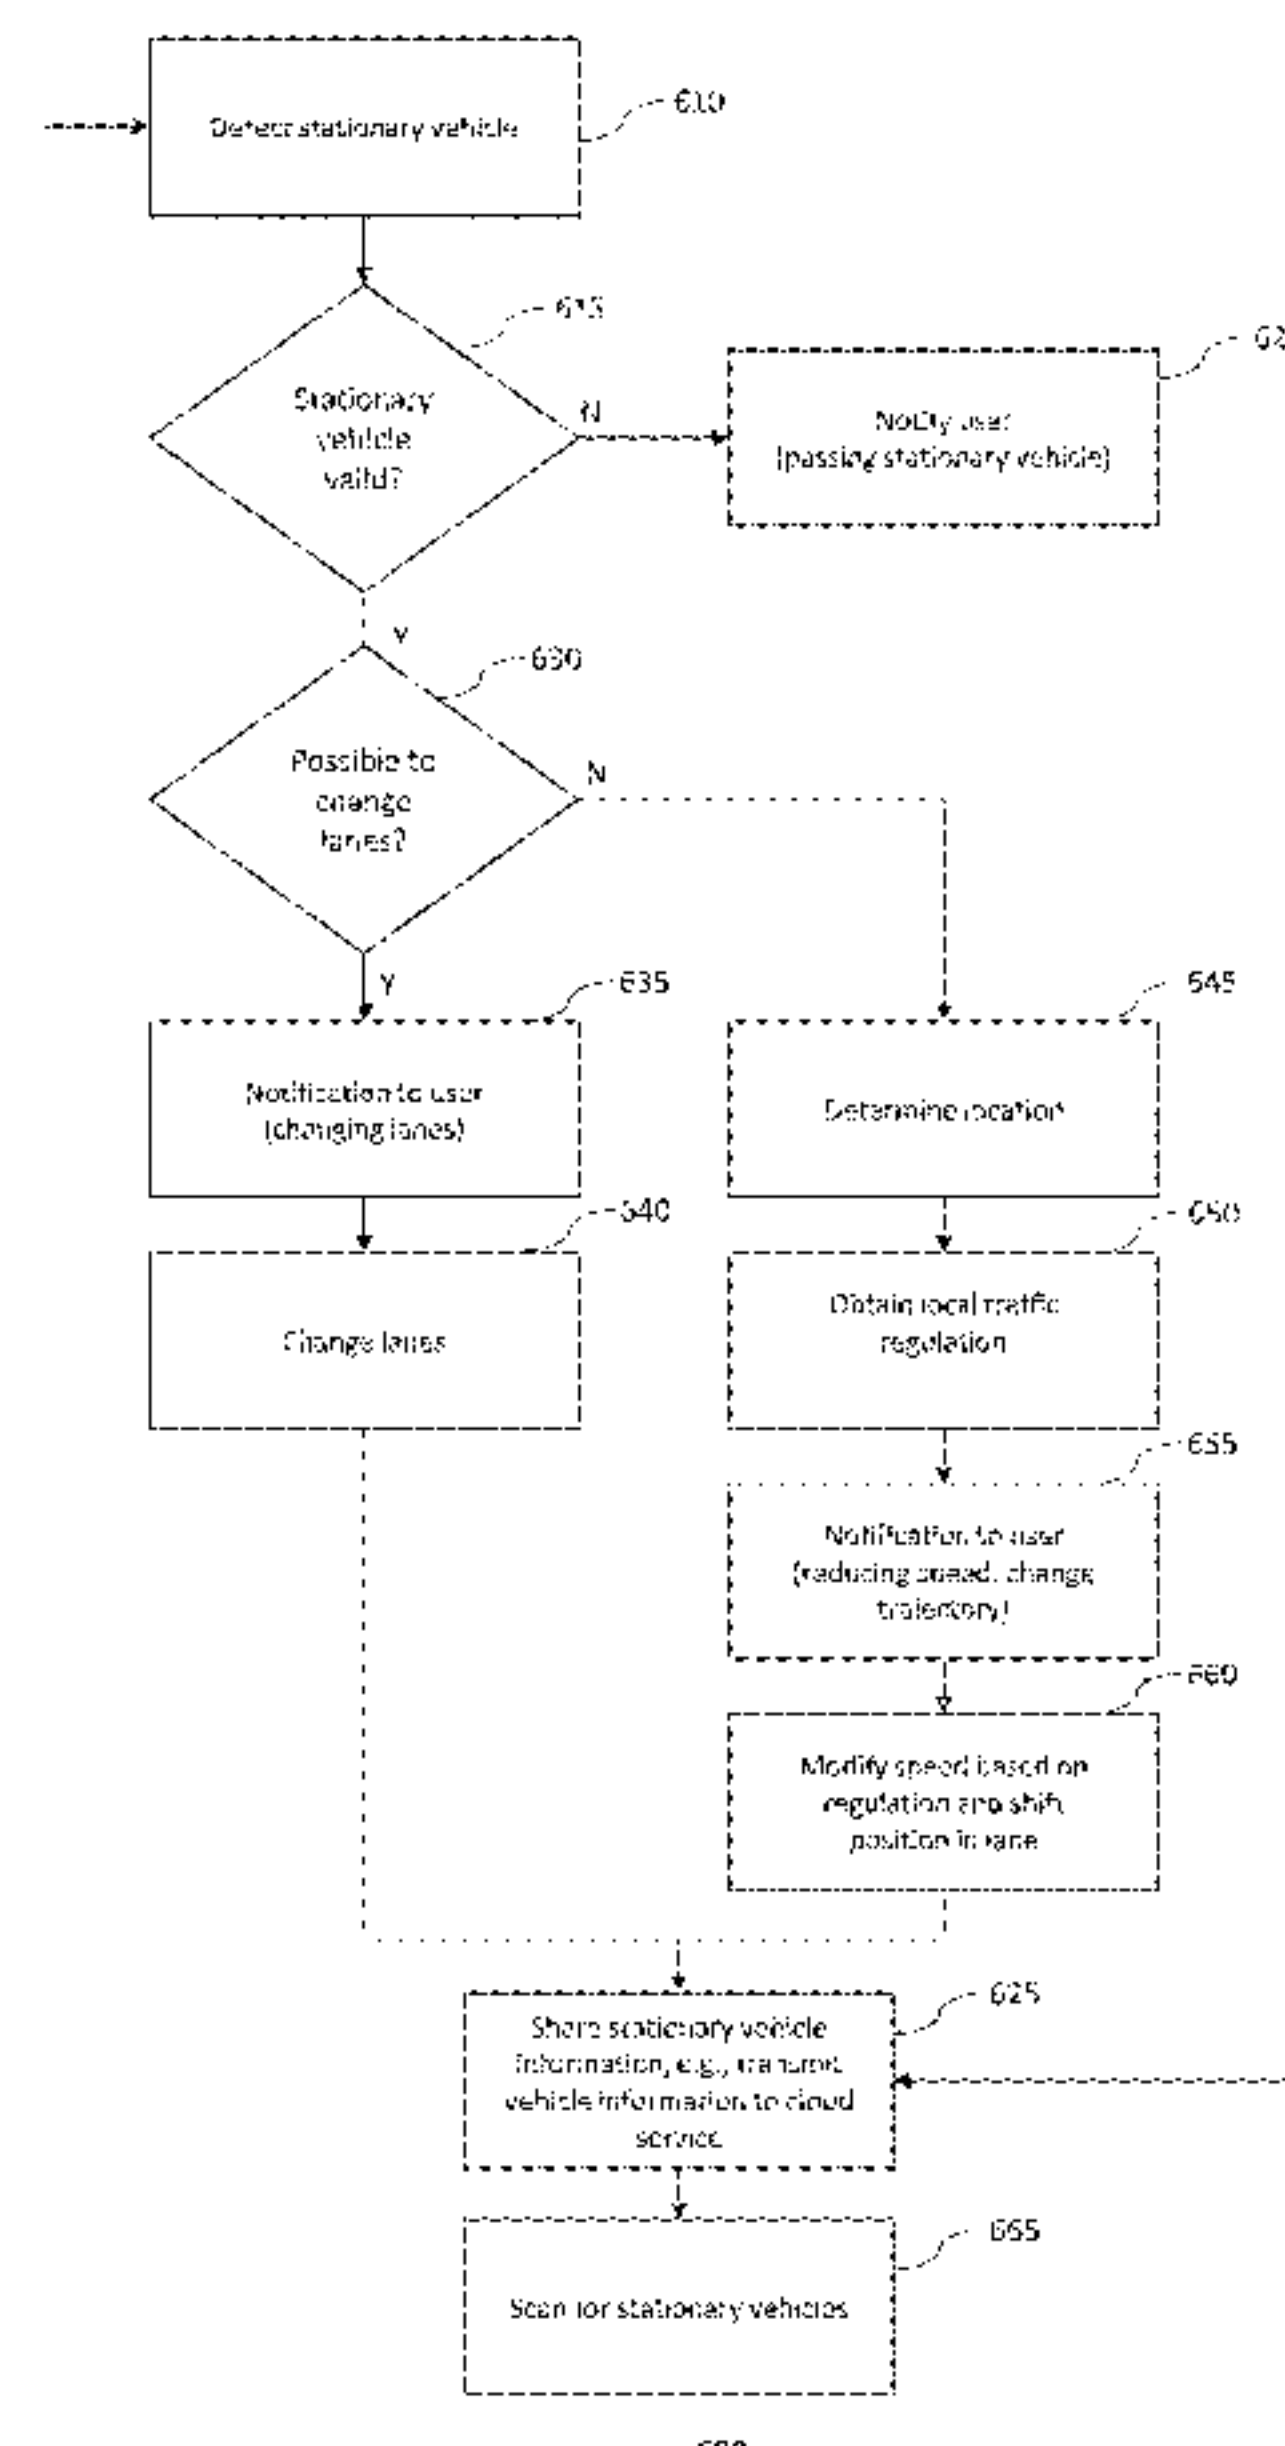 Detect stationary vehicle
610
615
Stationary
vehicle
valid?
N
Notify user
(passing stationary vehicle)
62
Y
630
Possible to
change
lanes?
N
Y
635
Notification to user
(changing lanes)
645
Determine location
640
Change lanes
650
Obtain local traffic
regulation
655
Notification to user
(reducing speed, change
trajectory)
660
Modify speed based on
regulation and shift
position in lane
625
Share stationary vehicle
information, e.g., transmit
vehicle information to cloud
service
665
Scan for stationary vehicles